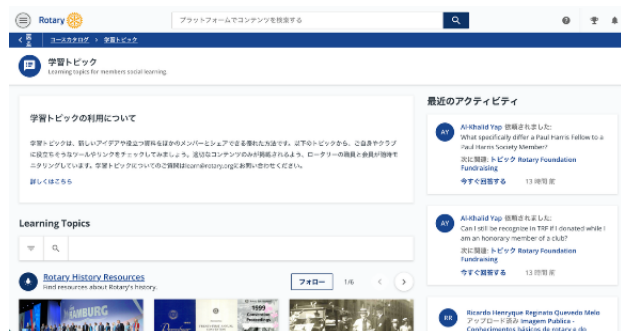 Rotary
プラットフォームでコンテンツを検索する
コースカタログ > 学習トピック
学習トピック
Learning topics for members social learning.
学習トピックの利用について
学習トピックは、新しいアイデアや役立つ資料をほかのメンバーとシェアできる優れた方法です。以下のトピックから、ご自身やクラブ
に役立ちそうなツールやリンクをチェックしてみましょう。適切なコンテンツのみが掲載されるよう、ロータリーの職員と会員が随時モ
ニタリングしています。学習トピックについてのご質問はlearn@rotary.orgにお問い合わせください。
詳しくはこちら
Learning Topics
Rotary History Resources
Find resources about Rotary's history.
フォロー
1/6
HAMBURG
1999
Convention
Proceedings
最近のアクティビティ
AY
Al-Khalid Yap 依頼されました:
What specifically differ a Paul Harris Fellow to a
Paul Harris Society Member?
次に関連: トピック Rotary Foundation
Fundraising
今すぐ回答する 13 時間 前
AY
Al-Khalid Yap 依頼されました:
Can I still be recognize in TRF if I donated while I
am an honorary member of a club?
次に関連: トピック Rotary Foundation
Fundraising
今すぐ回答する 13 時間 前
RR
Ricardo Henryque Reginato Quevedo Melo
アップロード済み Imagem Publica -
Conhecimentos básicos de rotary e do